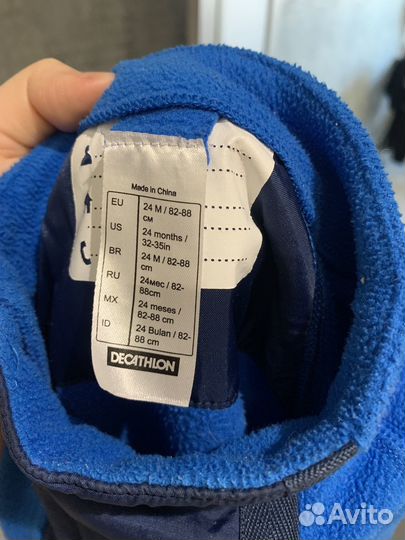 Made in China
EU 24 M / 82-88 см
US 24 months / 32-35in
BR 24 M / 82-88 cm
RU 24мес / 82-88cm
MX 24 meses / 82-88 cm
ID 24 Bulan / 82-88 cm
DECATHLON
Avito